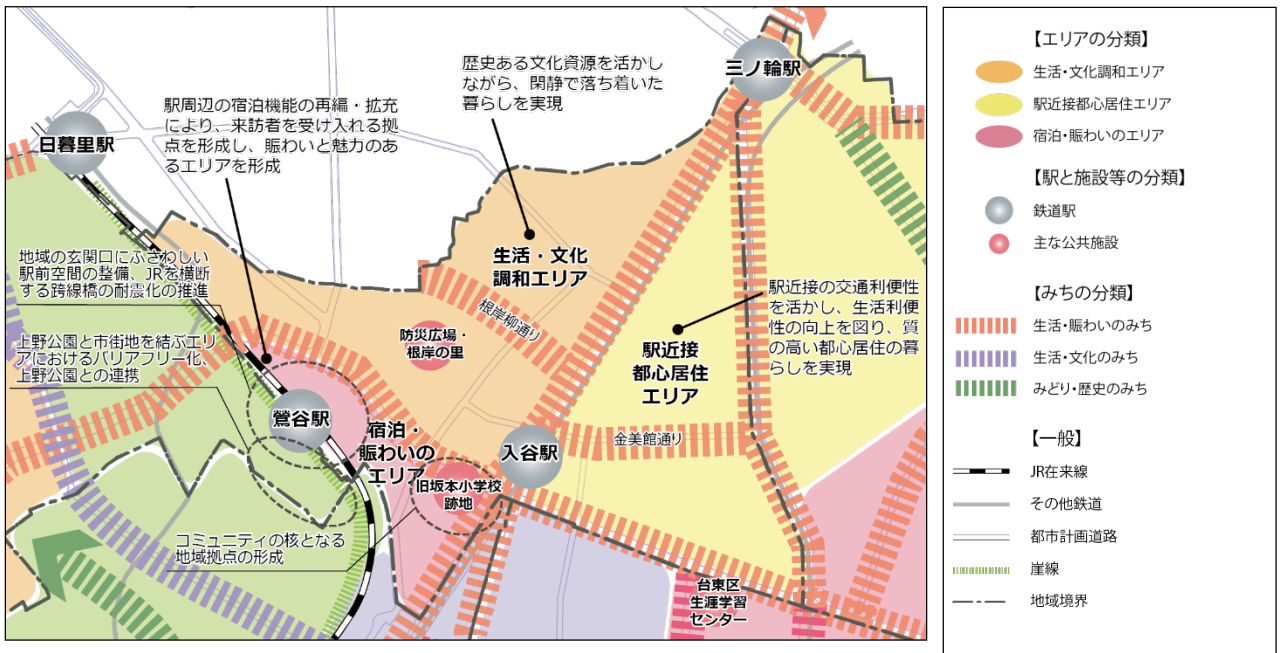 歴史ある文化資源を活かし
ながら、閑静で落ち着いた
暮らしを実現
三ノ輪駅
駅周辺の宿泊機能の再編・拡充
により、来訪者を受け入れる拠
点を形成し、賑わいと魅力のあ
るエリアを形成
日暮里駅
地域の玄関口にふさわしい
駅前空間の整備、JRを横断
する跨線橋の耐震化の推進
生活・文化
調和エリア
根岸柳通り
駅近接の交通利便性
を活かし、生活利便
性の向上を図り、質
の高い都心居住の暮
らしを実現
上野公園と市街地を結ぶエリ
アにおけるバリアフリー化、
上野公園との連携
防災広場・
根岸の里
駅近接
都心居住
エリア
鶯谷駅
宿泊・
賑わいの
エリア
入谷駅
金美館通り
旧坂本小学校
跡地
コミュニティの核となる
地域拠点の形成
台東区
生涯学習
センター
【エリアの分類】
生活・文化調和エリア
駅近接都心居住エリア
宿泊・賑わいのエリア
【駅と施設等の分類】
鉄道駅
主な公共施設
【みちの分類】
生活・賑わいのみち
生活・文化のみち
みどり・歴史のみち
【一般】
JR在来線
その他鉄道
都市計画道路
崖線
地域境界